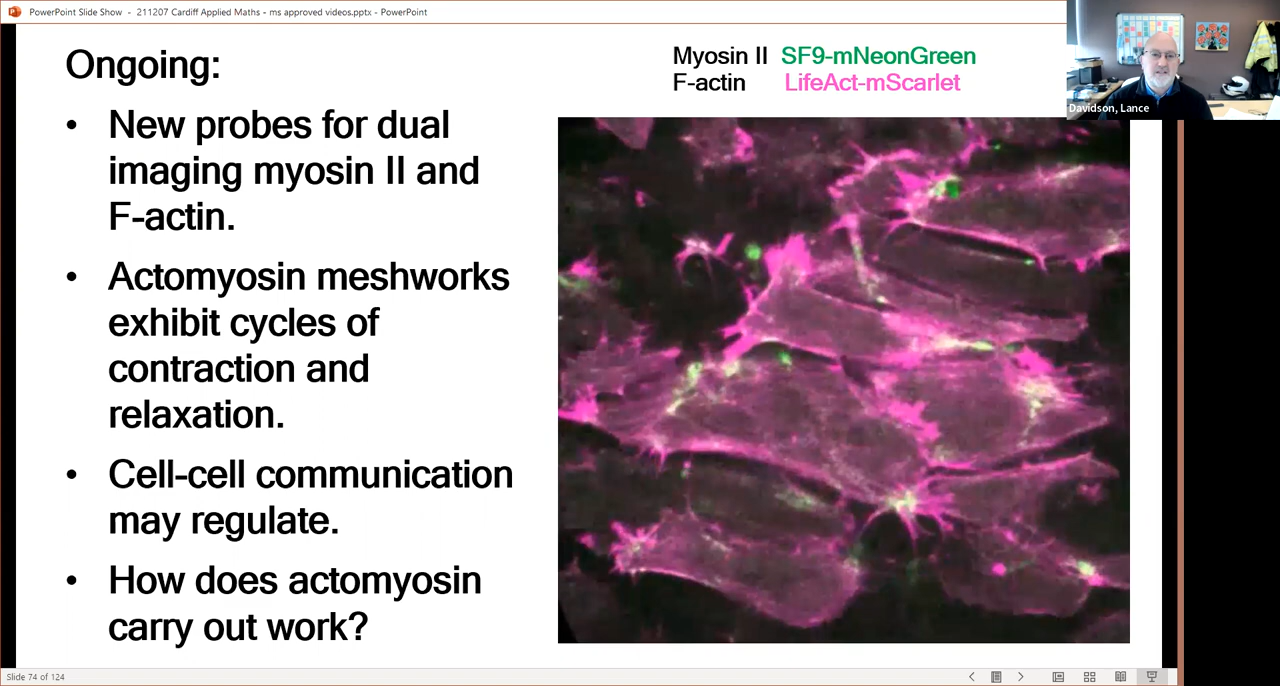 PowerPoint Slide Show - 211207 Cardiff Applied Maths - ms approved videos.pptx - PowerPoint
Ongoing:
• New probes for dual
imaging myosin II and
F-actin.
• Actomyosin meshworks
exhibit cycles of
contraction and
relaxation.
• Cell-cell communication
may regulate.
• How does actomyosin
carry out work?
Myosin II SF9-mNeonGreen
F-actin LifeAct-mScarlet
Davidson, Lance
Slide 74 of 124